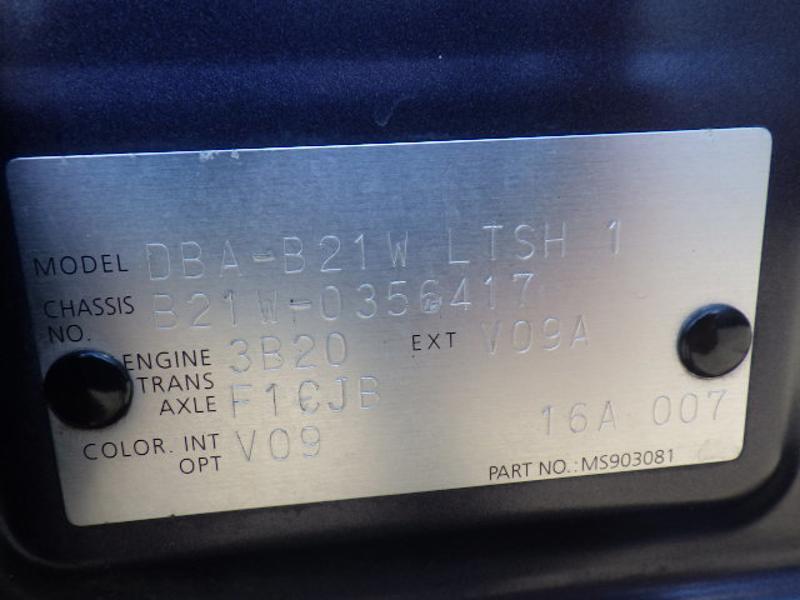 MODEL DBA-B21W LTSH 1
CHASSIS NO. B21W-0356417
ENGINE 3B20 EXT V09A
TRANS AXLE F1CJB
COLOR. INT OPT V09 16A 007
PART NO.: MS903081